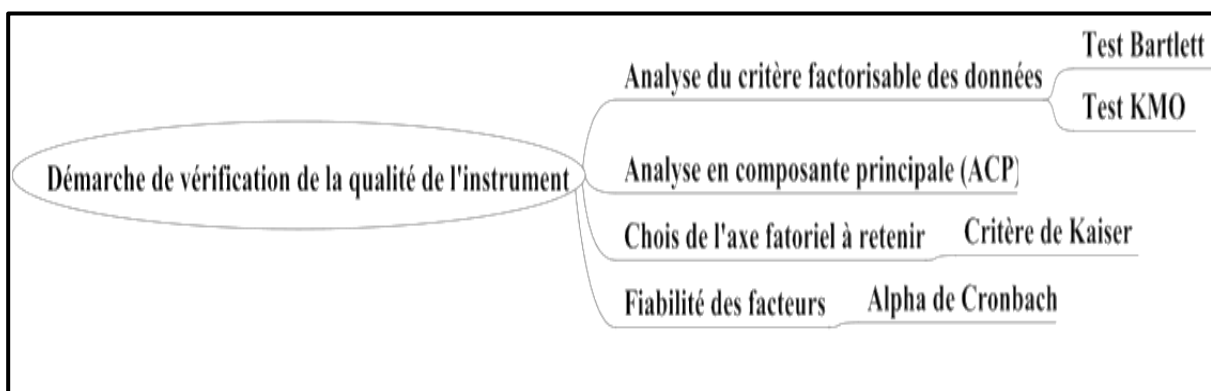 Démarche de vérification de la qualité de l'instrument
Analyse du critère factorisable des données
Test Bartlett
Test KMO
Analyse en composante principale (ACP)
Chois de l'axe fatoriel à retenir
Critère de Kaiser
Fiabilité des facteurs
Alpha de Cronbach